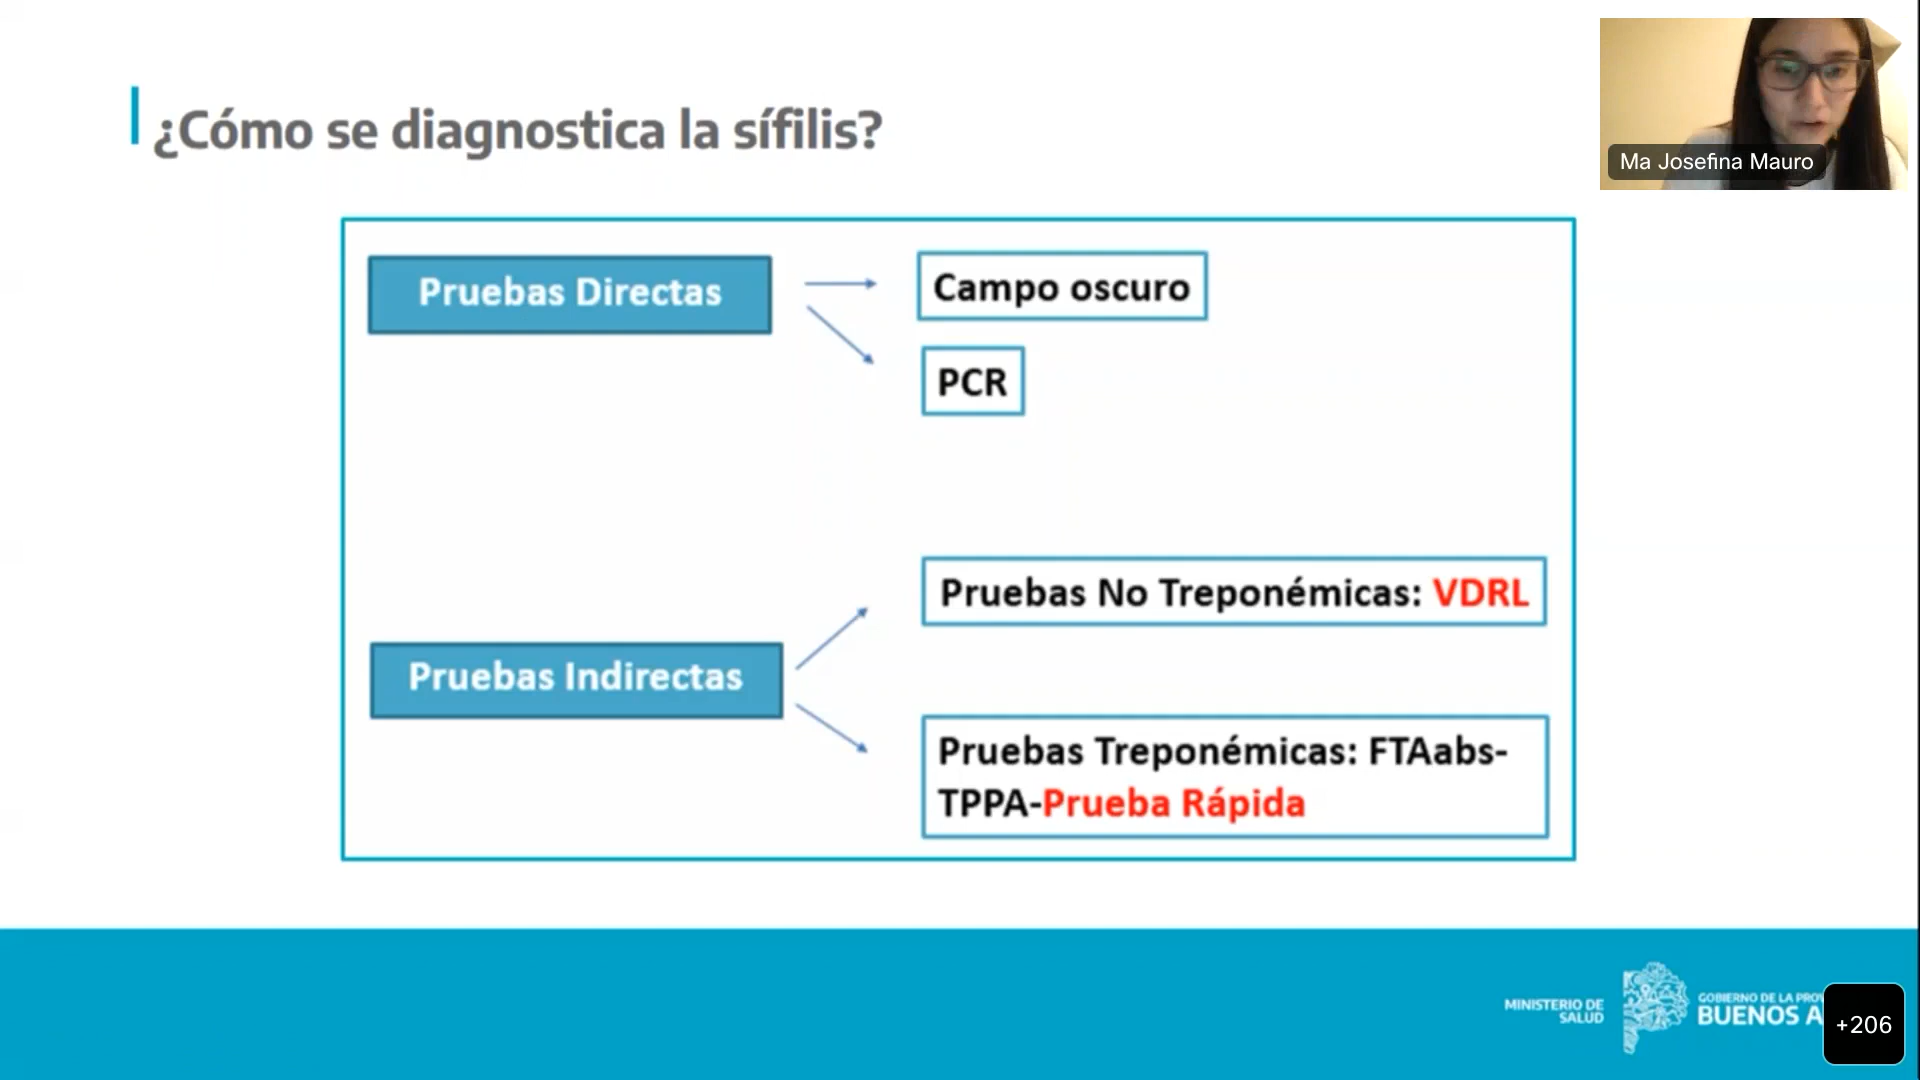 ¿Cómo se diagnostica la sífilis?
Ma Josefina Mauro
Pruebas Directas
Campo oscuro
PCR
Pruebas No Treponémicas: VDRL
Pruebas Indirectas
Pruebas Treponémicas: FTAabs-
TPPA-Prueba Rápida
MINISTERIO DE
SALUD
GOBIERNO DE LA PROV
BUENOS A
+206